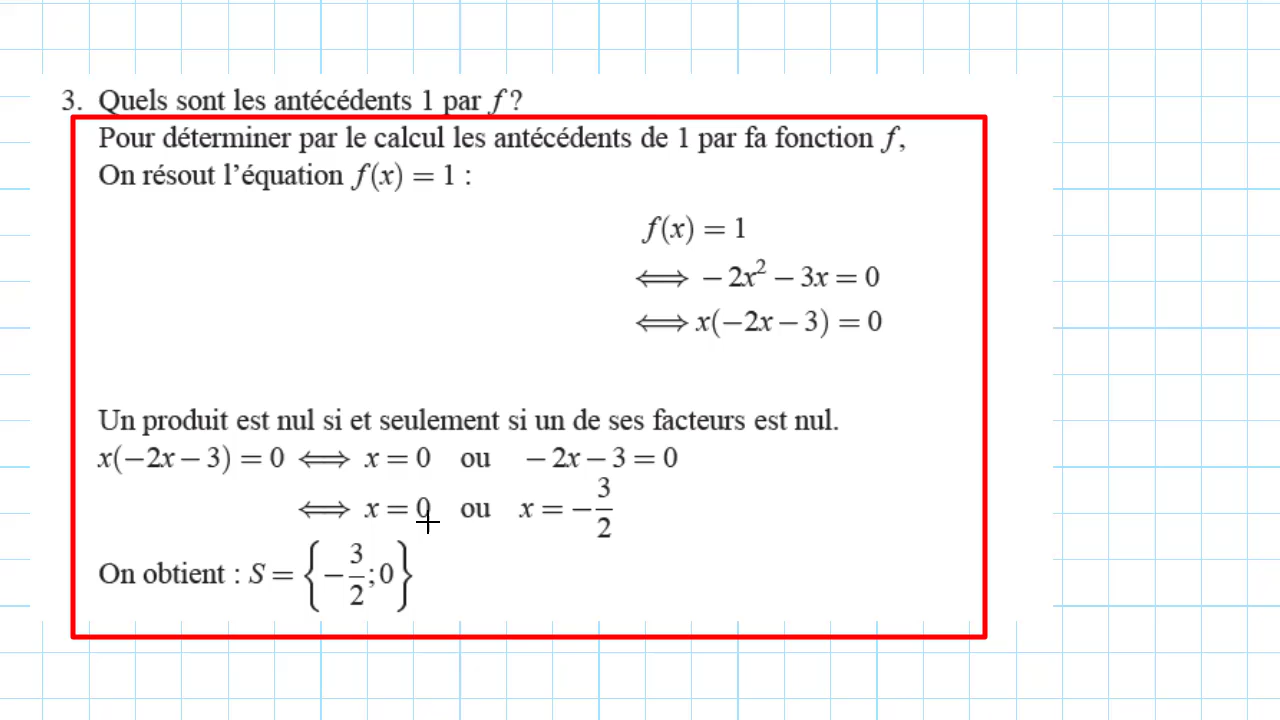 3. Quels sont les antécédents 1 par f ?
Pour déterminer par le calcul les antécédents de 1 par fa fonction f,
On résout l’équation f(x) = 1 :
f(x) = 1
⟺ − 2x² − 3x = 0
⟺ x(−2x − 3) = 0
Un produit est nul si et seulement si un de ses facteurs est nul.
x(−2x − 3) = 0 ⟺ x = 0 ou − 2x − 3 = 0
⟺ x = 0 ou x = −3/2
On obtient : S = {−3/2 ; 0}